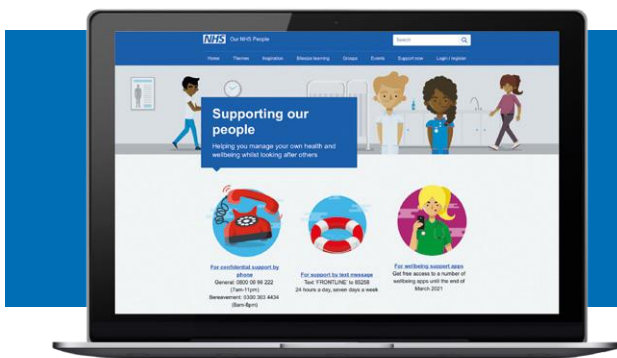 NHS Our NHS People
Search
Home Themes Inspiration Bitesize learning Groups Events Support now Login / register
Supporting our
people
Helping you manage your own health and
wellbeing whilst looking after others
For confidential support by
phone
General: 0800 06 96 222
(7am-11pm)
Bereavement: 0300 303 4434
(8am-8pm)
For support by text message
Text 'FRONTLINE' to 85258
24 hours a day, seven days a week
For wellbeing support apps
Get free access to a number of
wellbeing apps until the end of
March 2021